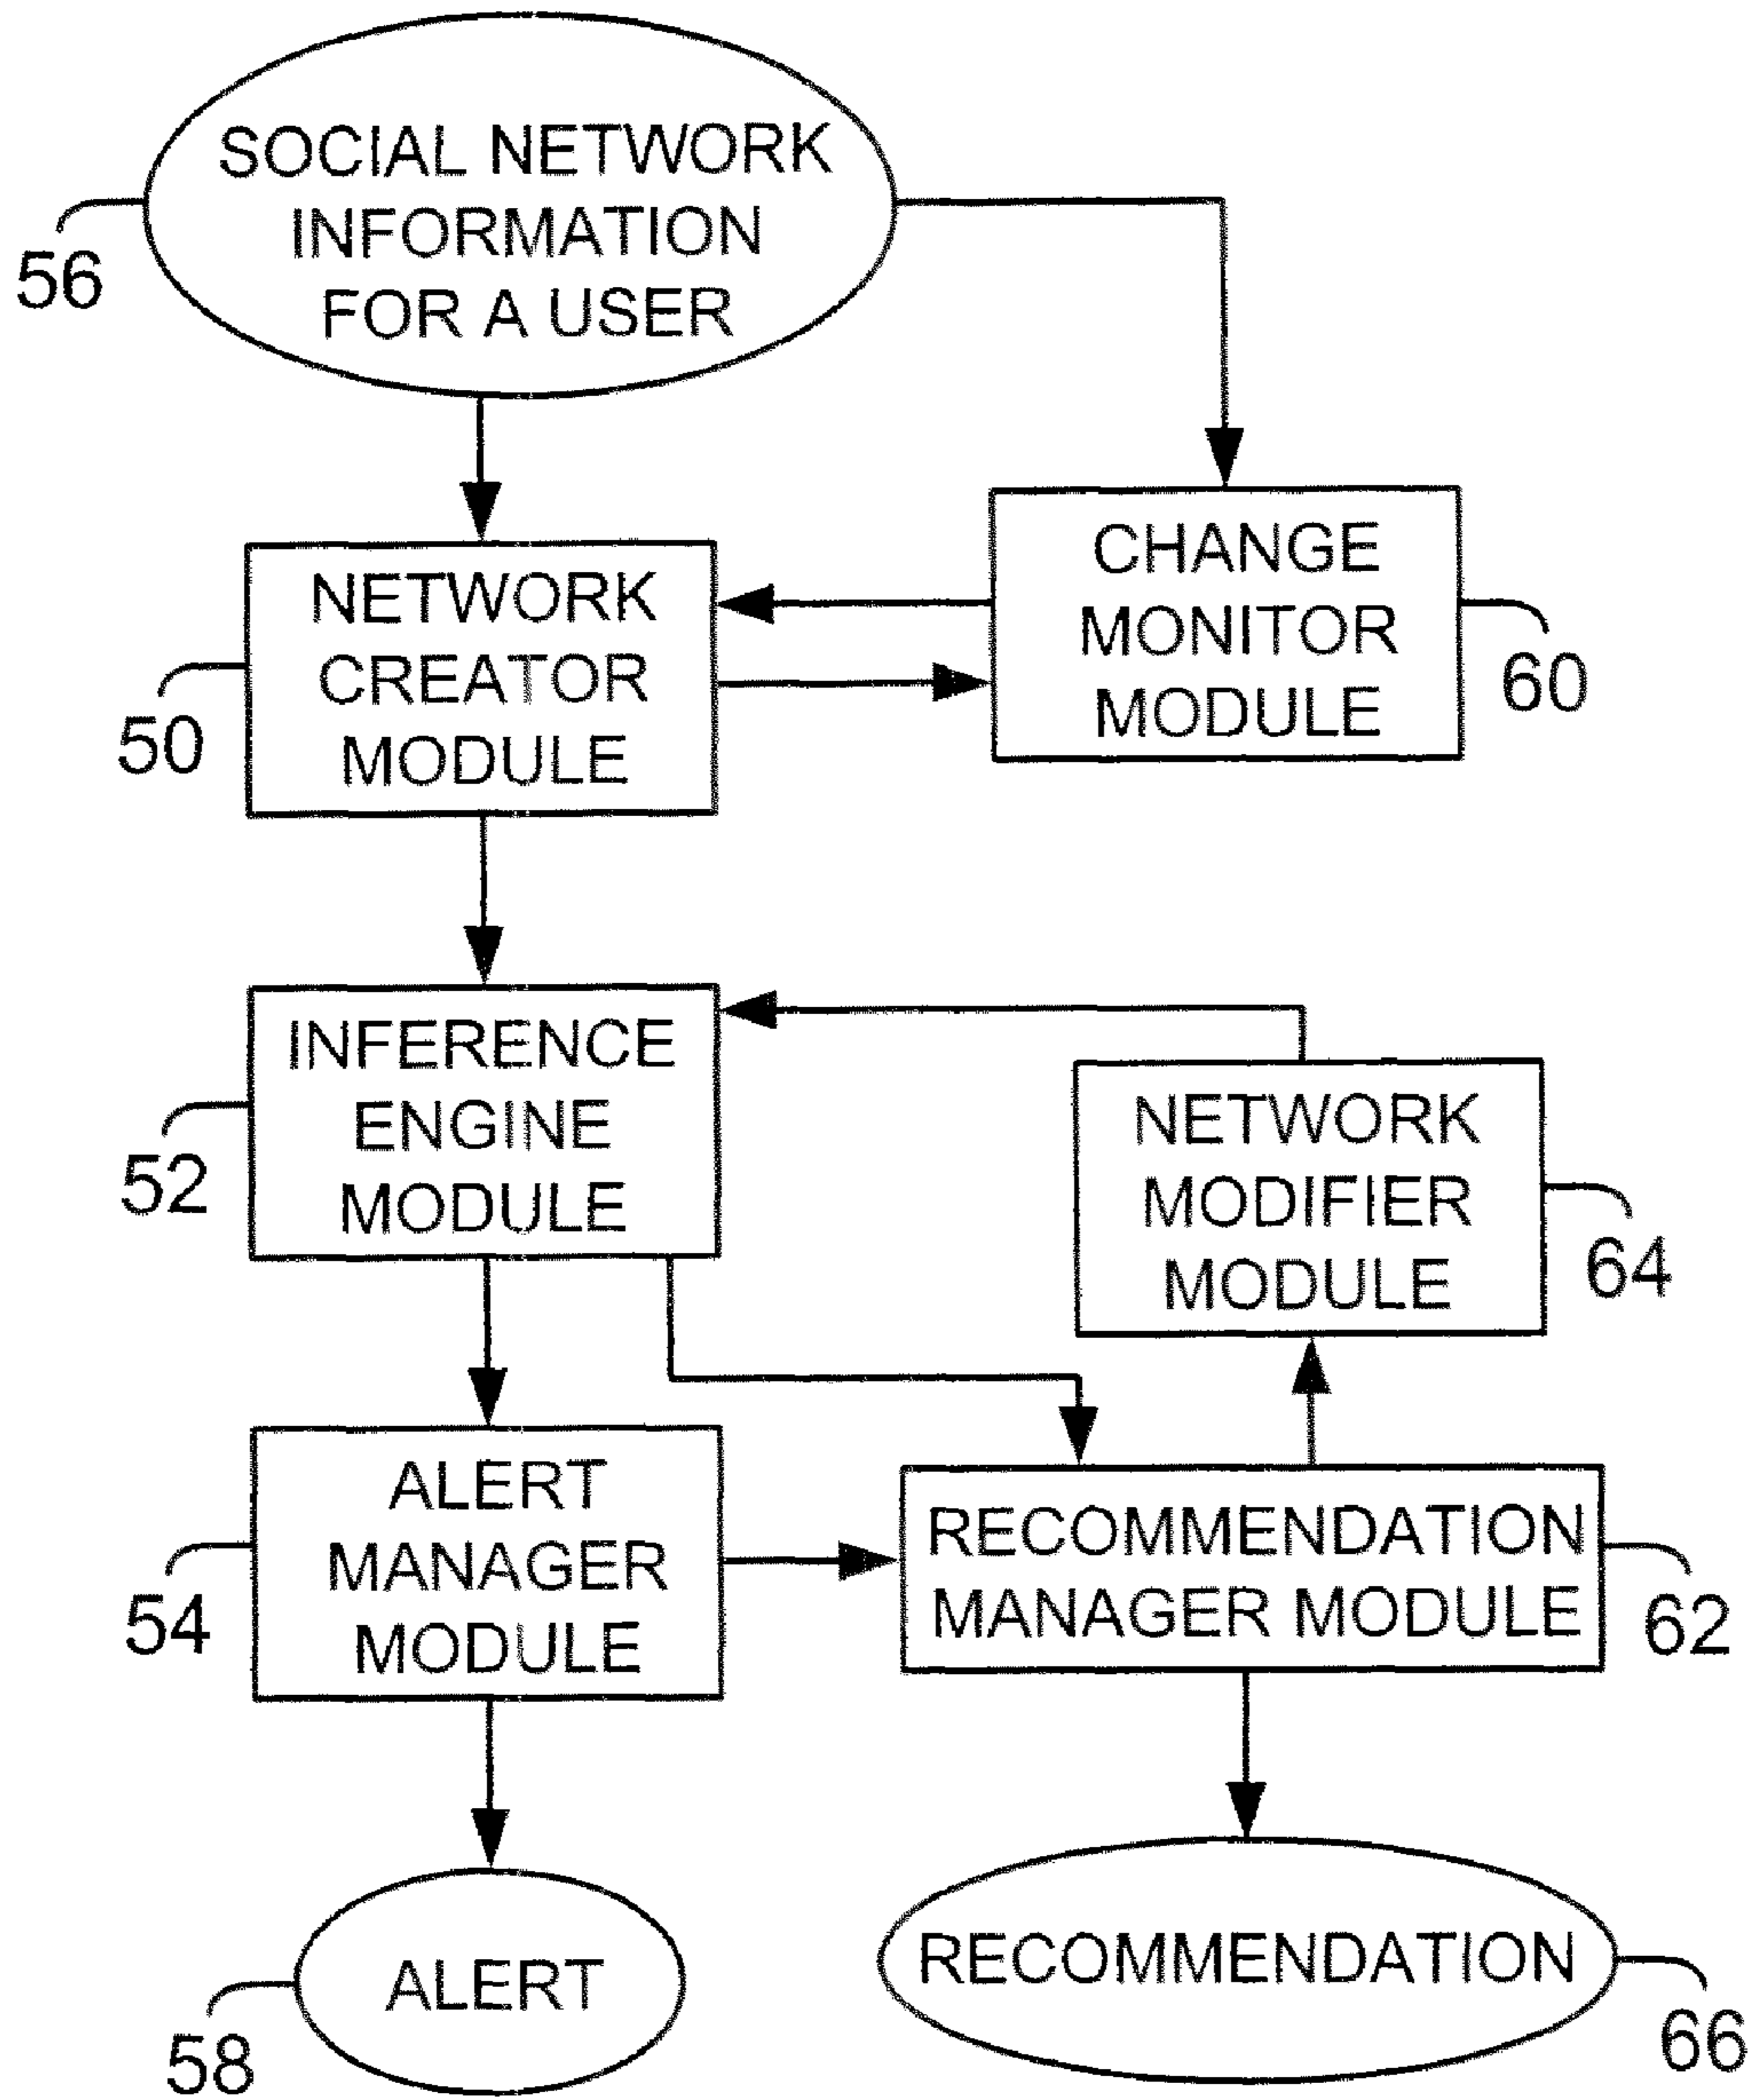 SOCIAL NETWORK
INFORMATION
FOR A USER
56
CHANGE
MONITOR
MODULE
60
NETWORK
CREATOR
MODULE
50
INFERENCE
ENGINE
MODULE
52
NETWORK
MODIFIER
MODULE
64
ALERT
MANAGER
MODULE
54
RECOMMENDATION
MANAGER MODULE
62
ALERT
58
RECOMMENDATION
66